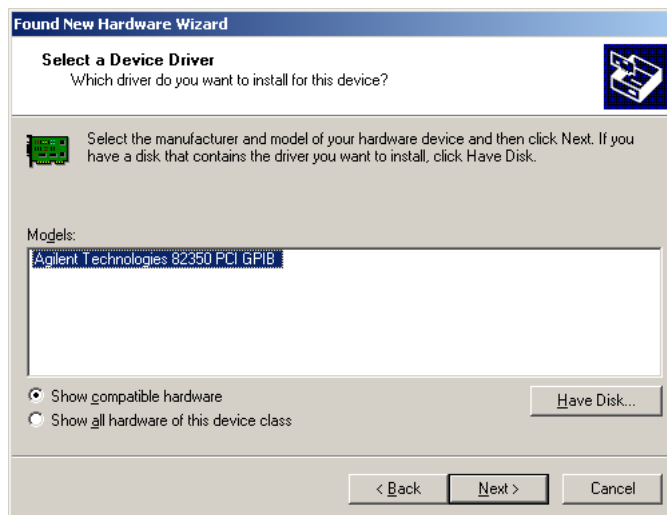 Found New Hardware Wizard
Select a Device Driver
Which driver do you want to install for this device?
Select the manufacturer and model of your hardware device and then click Next. If you
have a disk that contains the driver you want to install, click Have Disk.
Models:
Agilent Technologies 82350 PCI GPIB
Show compatible hardware
Show all hardware of this device class
Have Disk...
< Back
Next >
Cancel